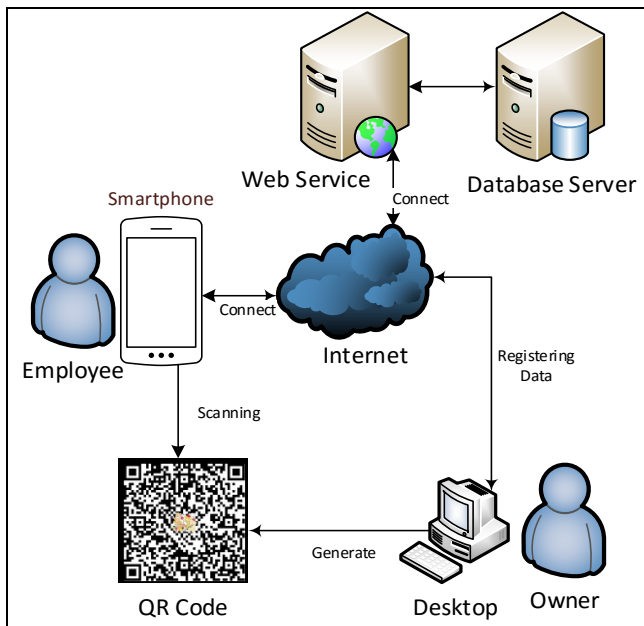 Web Service
Database Server
Connect
Smartphone
Connect
Internet
Employee
Registering
Data
Scanning
Generate
QR Code
Desktop
Owner